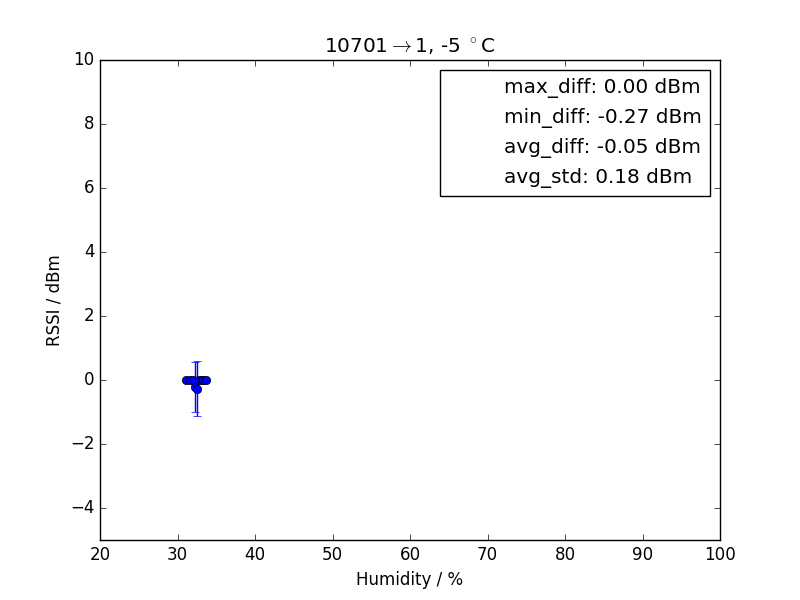 10701→1, -5 °C
max_diff: 0.00 dBm
min_diff: -0.27 dBm
avg_diff: -0.05 dBm
avg_std: 0.18 dBm
10
8
6
4
2
0
−2
−4
RSSI / dBm
20 30 40 50 60 70 80 90 100
Humidity / %